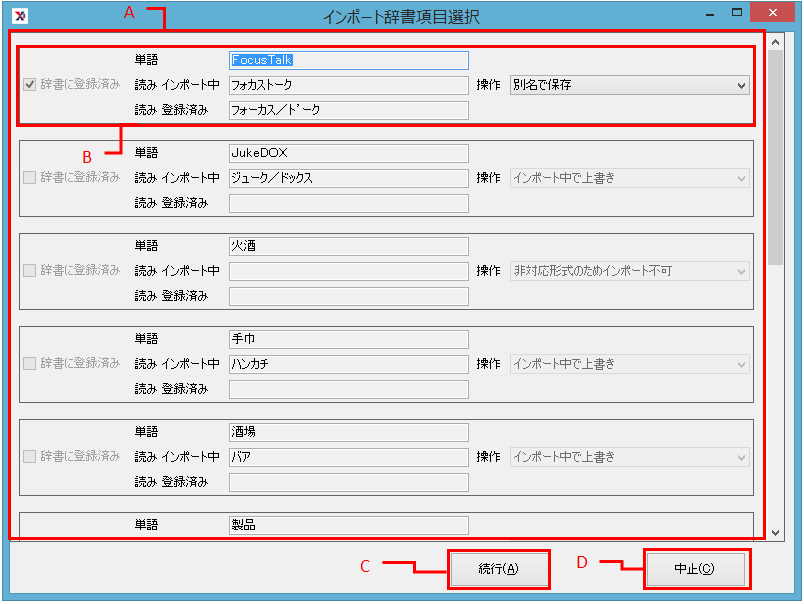 A
インポート辞書項目選択
単語 FocusTalk
辞書に登録済み 読み インポート中 フォカストーク 操作 別名で保存
読み 登録済み フォーカス／ド’ーク
B
単語 JukeDOX
辞書に登録済み 読み インポート中 ジューク／ドックス 操作 インポート中で上書き
読み 登録済み
単語 火酒
辞書に登録済み 読み インポート中 操作 非対応形式のためインポート不可
読み 登録済み
単語 手巾
辞書に登録済み 読み インポート中 ハンカチ 操作 インポート中で上書き
読み 登録済み
単語 酒場
辞書に登録済み 読み インポート中 バア 操作 インポート中で上書き
読み 登録済み
単語 製品
C 続行(A) D 中止(C)